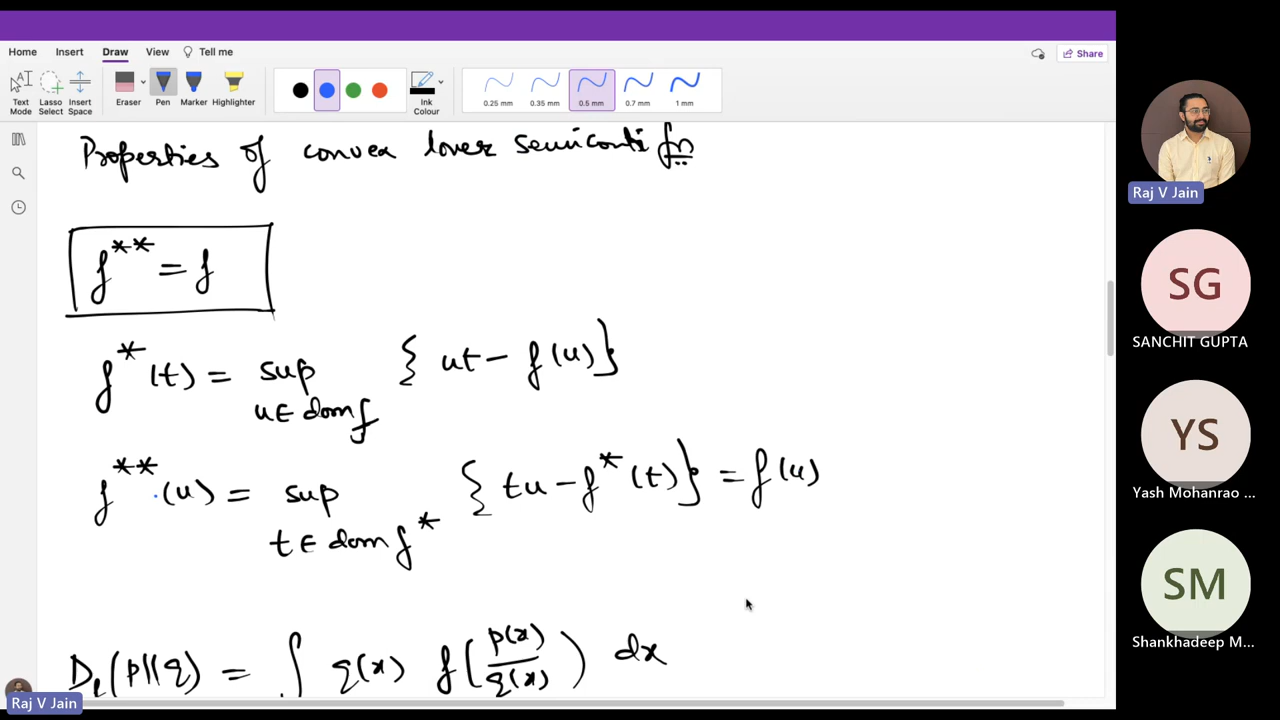 Home Insert Draw View Tell me
Share
Text Mode
Lasso Select
Insert Space
Eraser
Pen
Marker
Highlighter
Ink Colour
0.25 mm
0.35 mm
0.5 mm
0.7 mm
1 mm
Properties of convex lower semiconti fn
f** = f
f*(t) = sup { ut - f(u)}
u ∈ dom f
f**(u) = sup { tu - f*(t)} = f(u)
t ∈ dom f*
D_f(p||q) = ∫ q(x) f(p(x)/q(x)) dx
Raj V Jain
SG
SANCHIT GUPTA
YS
Yash Mohanrao ...
SM
Shankhadeep M...
Raj V Jain